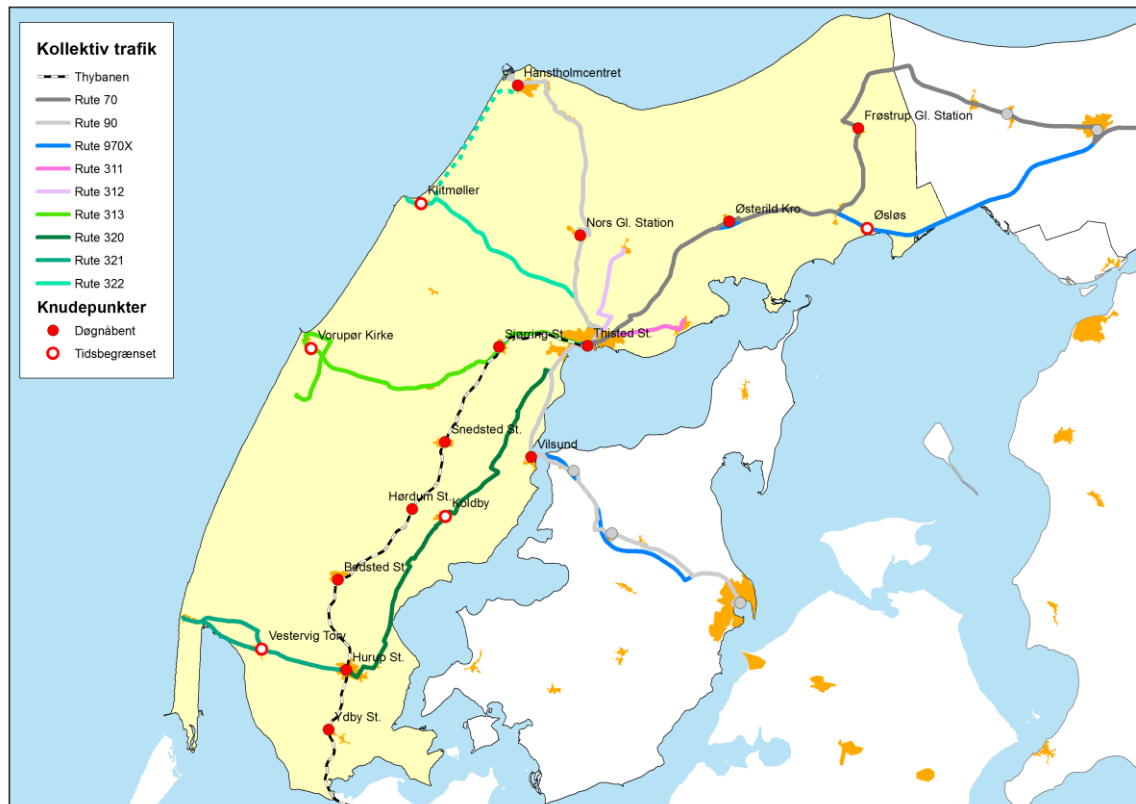 Kollektiv trafik
Thybanen
Rute 70
Rute 90
Rute 970X
Rute 311
Rute 312
Rute 313
Rute 320
Rute 321
Rute 322
Knudepunkter
Døgnåbent
Tidsbegrænset
Hanstholmcentret
Frøstrup Gl. Station
Klitmøller
Nors Gl. Station
Østerild Kro
Øsløs
Vorupør Kirke
Sjørring St.
Thisted St.
Snedsted St.
Vilsund
Hørdum St.
Koldby
Bedsted St.
Vestervig Torv
Hurup St.
Ydby St.